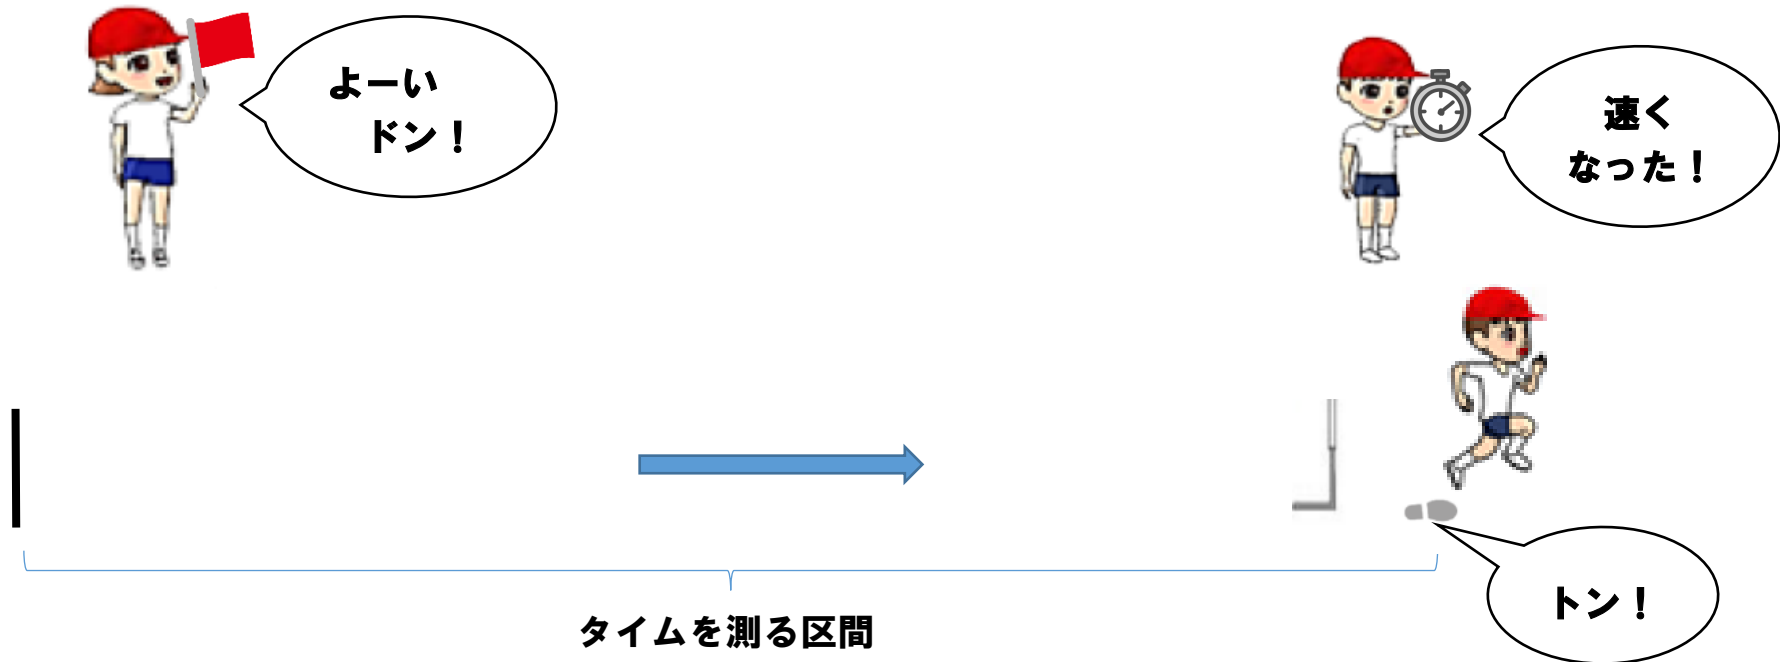 よーい
ドン！
速く
なった！
トン！
タイムを測る区間